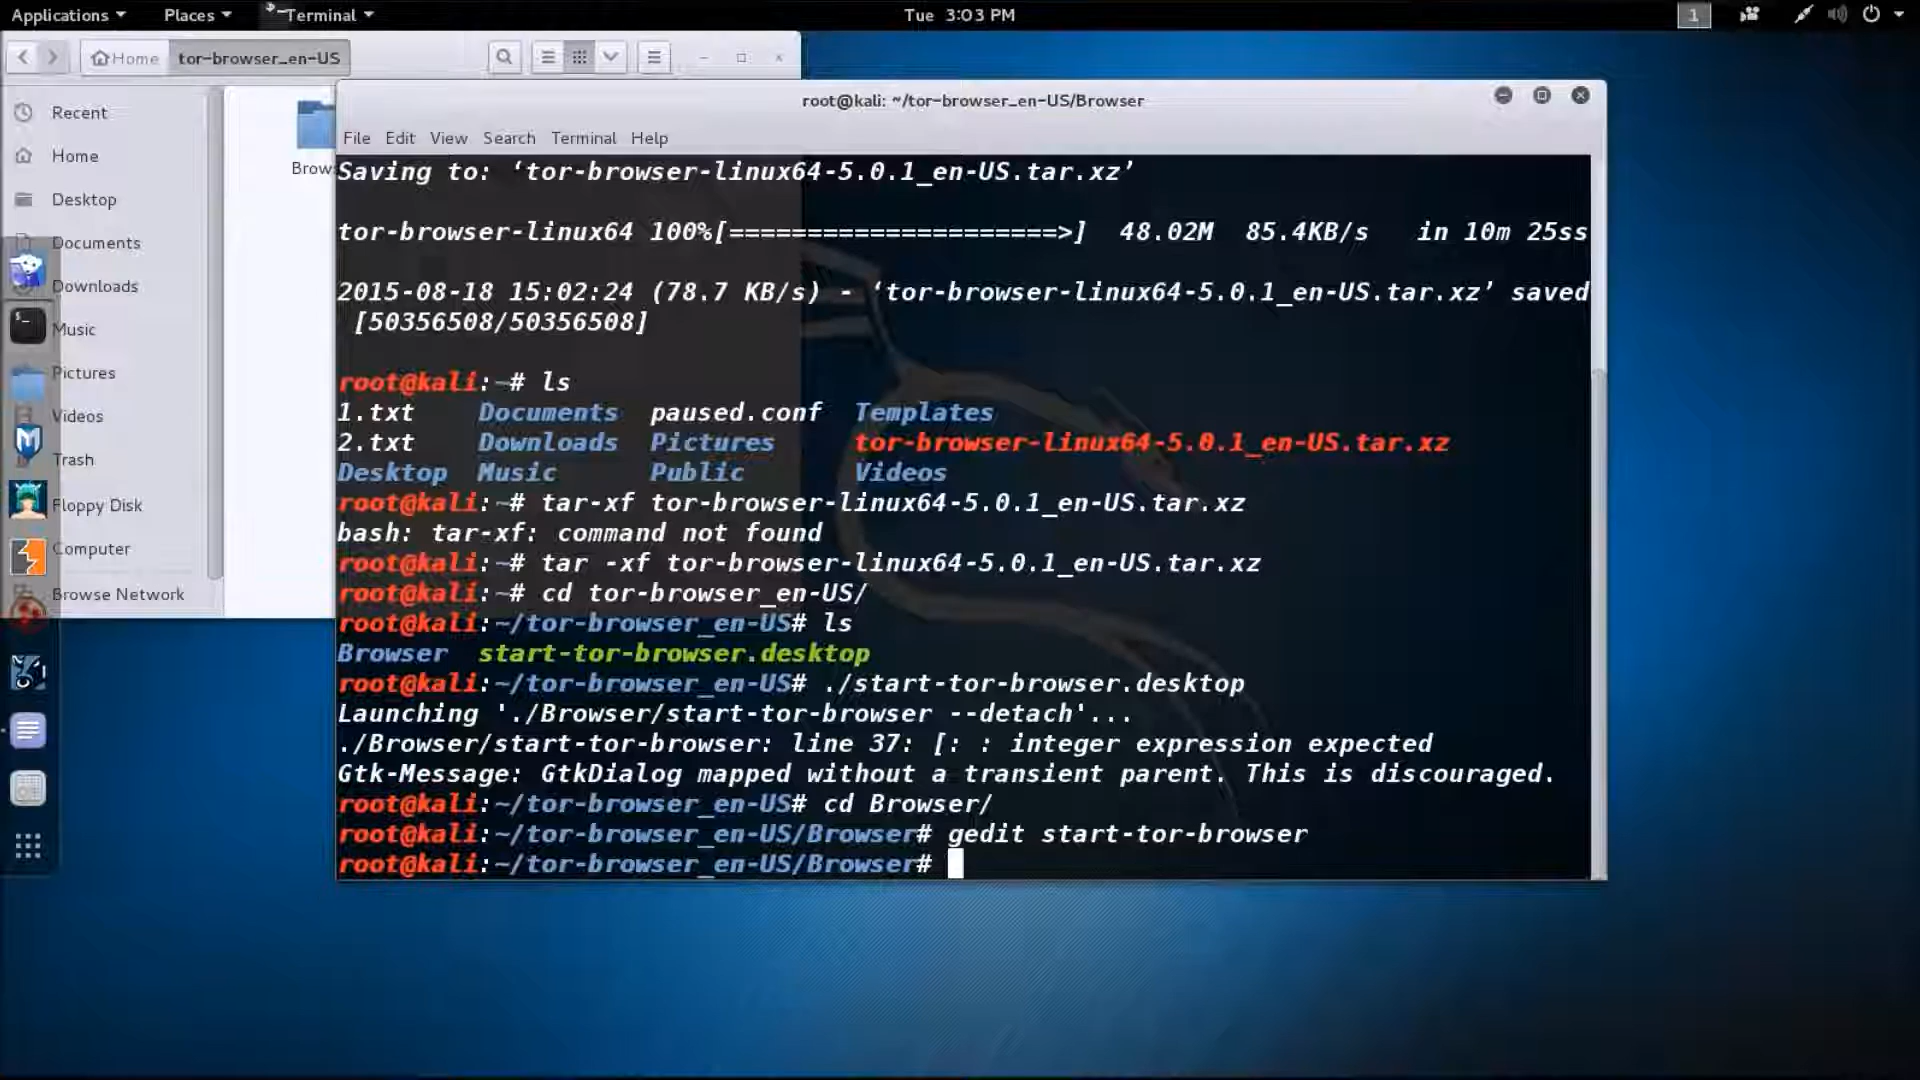 Applications Places Terminal Tue 3:03 PM 1
Home tor-browser_en-US
Recent
Home
Desktop
Documents
Downloads
Music
Pictures
Videos
Trash
Floppy Disk
Computer
Browse Network
Brows
root@kali: ~/tor-browser_en-US/Browser
File Edit View Search Terminal Help
Saving to: ‘tor-browser-linux64-5.0.1_en-US.tar.xz’
tor-browser-linux64 100%[=====================>] 48.02M 85.4KB/s in 10m 25ss
2015-08-18 15:02:24 (78.7 KB/s) - ‘tor-browser-linux64-5.0.1_en-US.tar.xz’ saved
[50356508/50356508]
root@kali:~# ls
1.txt Documents paused.conf Templates
2.txt Downloads Pictures tor-browser-linux64-5.0.1_en-US.tar.xz
Desktop Music Public Videos
root@kali:~# tar-xf tor-browser-linux64-5.0.1_en-US.tar.xz
bash: tar-xf: command not found
root@kali:~# tar -xf tor-browser-linux64-5.0.1_en-US.tar.xz
root@kali:~# cd tor-browser_en-US/
root@kali:~/tor-browser_en-US# ls
Browser start-tor-browser.desktop
root@kali:~/tor-browser_en-US# ./start-tor-browser.desktop
Launching './Browser/start-tor-browser --detach'...
./Browser/start-tor-browser: line 37: [: : integer expression expected
Gtk-Message: GtkDialog mapped without a transient parent. This is discouraged.
root@kali:~/tor-browser_en-US# cd Browser/
root@kali:~/tor-browser_en-US/Browser# gedit start-tor-browser
root@kali:~/tor-browser_en-US/Browser#